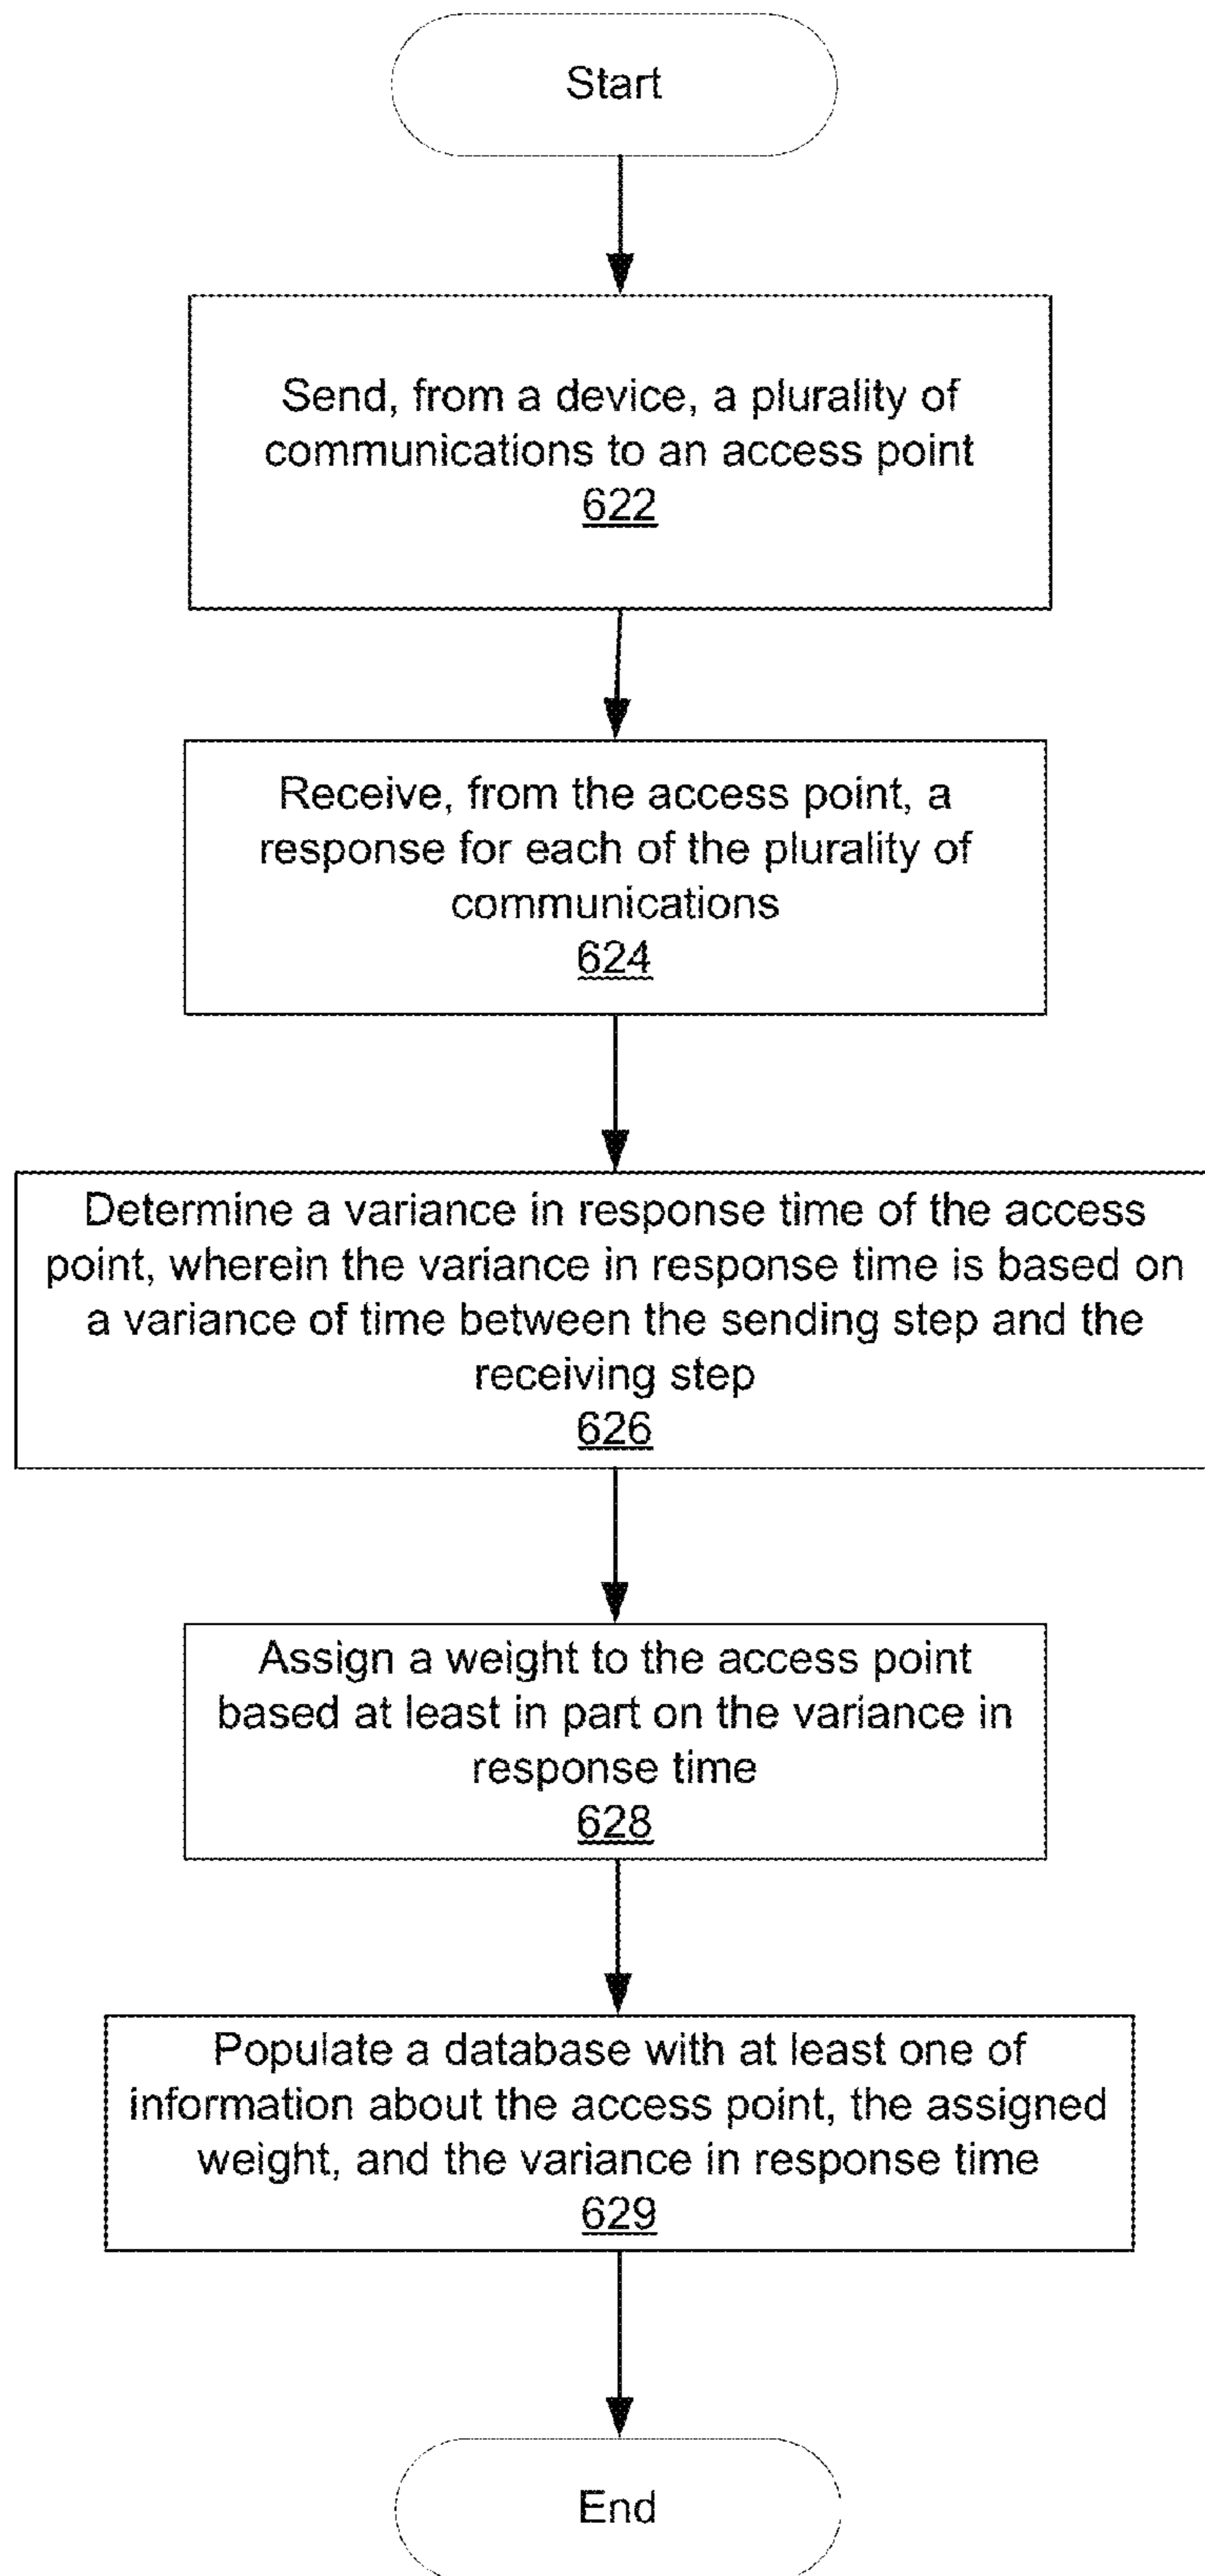 Start
Send, from a device, a plurality of
communications to an access point
622
Receive, from the access point, a
response for each of the plurality of
communications
624
Determine a variance in response time of the access
point, wherein the variance in response time is based on
a variance of time between the sending step and the
receiving step
626
Assign a weight to the access point
based at least in part on the variance in
response time
628
Populate a database with at least one of
information about the access point, the assigned
weight, and the variance in response time
629
End